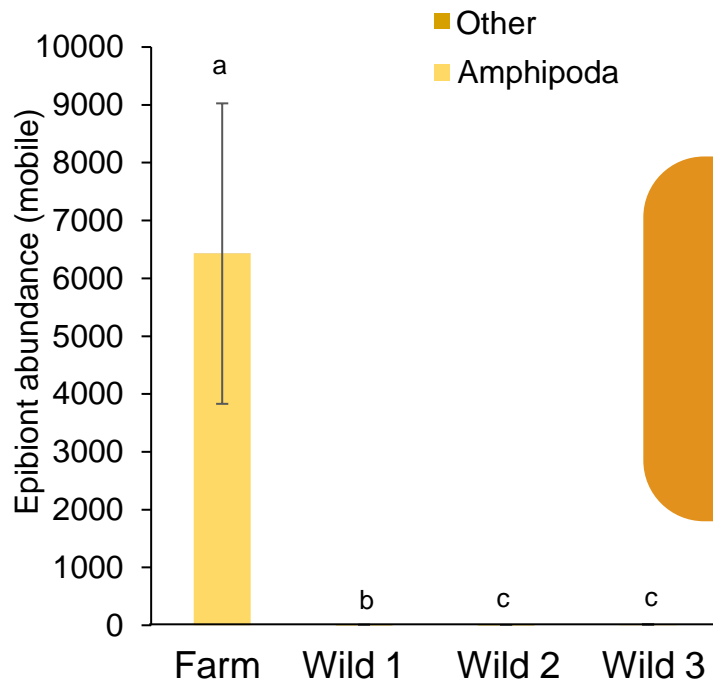 Other
Amphipoda
Epibiont abundance (mobile)
10000
9000
8000
7000
6000
5000
4000
3000
2000
1000
0
a
b
c
c
Farm
Wild 1
Wild 2
Wild 3